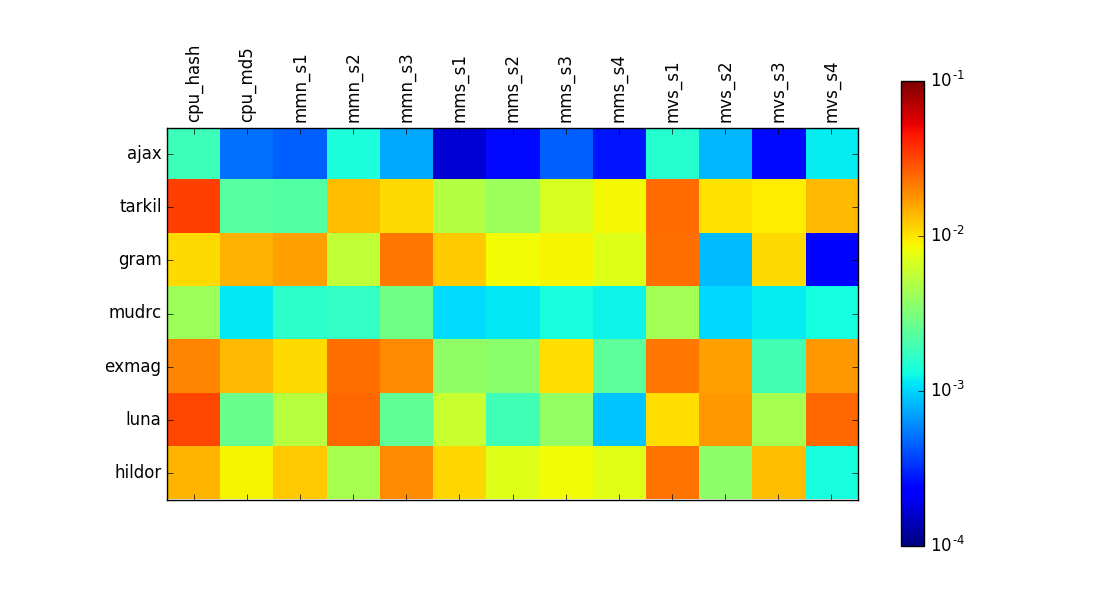 cpu_hash
cpu_md5
mmn_s1
mmn_s2
mmn_s3
mms_s1
mms_s2
mms_s3
mms_s4
mvs_s1
mvs_s2
mvs_s3
mvs_s4
ajax
tarkil
gram
mudrc
exmag
luna
hildor
10⁻¹
10⁻²
10⁻³
10⁻⁴